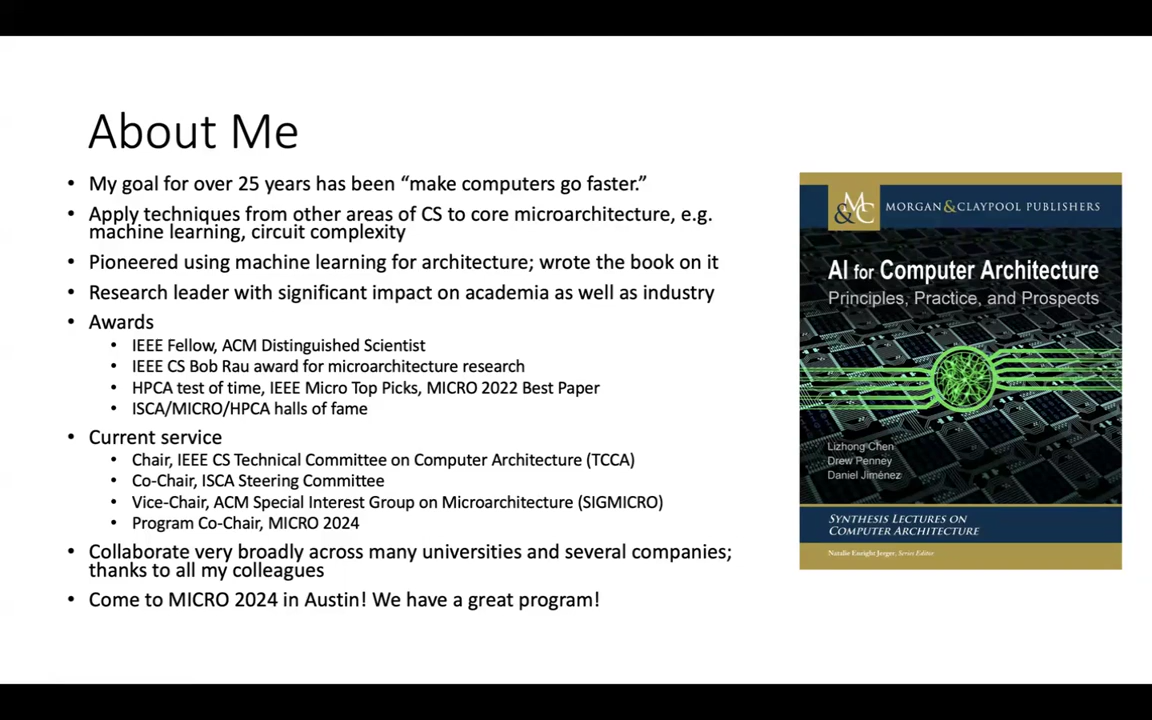 About Me
• My goal for over 25 years has been “make computers go faster.”
• Apply techniques from other areas of CS to core microarchitecture, e.g.
machine learning, circuit complexity
• Pioneered using machine learning for architecture; wrote the book on it
• Research leader with significant impact on academia as well as industry
• Awards
• IEEE Fellow, ACM Distinguished Scientist
• IEEE CS Bob Rau award for microarchitecture research
• HPCA test of time, IEEE Micro Top Picks, MICRO 2022 Best Paper
• ISCA/MICRO/HPCA halls of fame
• Current service
• Chair, IEEE CS Technical Committee on Computer Architecture (TCCA)
• Co-Chair, ISCA Steering Committee
• Vice-Chair, ACM Special Interest Group on Microarchitecture (SIGMICRO)
• Program Co-Chair, MICRO 2024
• Collaborate very broadly across many universities and several companies;
thanks to all my colleagues
• Come to MICRO 2024 in Austin! We have a great program!
M&C MORGAN & CLAYPOOL PUBLISHERS
AI for Computer Architecture
Principles, Practice, and Prospects
Lizhong Chen
Drew Penney
Daniel Jiménez
SYNTHESIS LECTURES ON
COMPUTER ARCHITECTURE
Natalie Enright Jerger, Series Editor